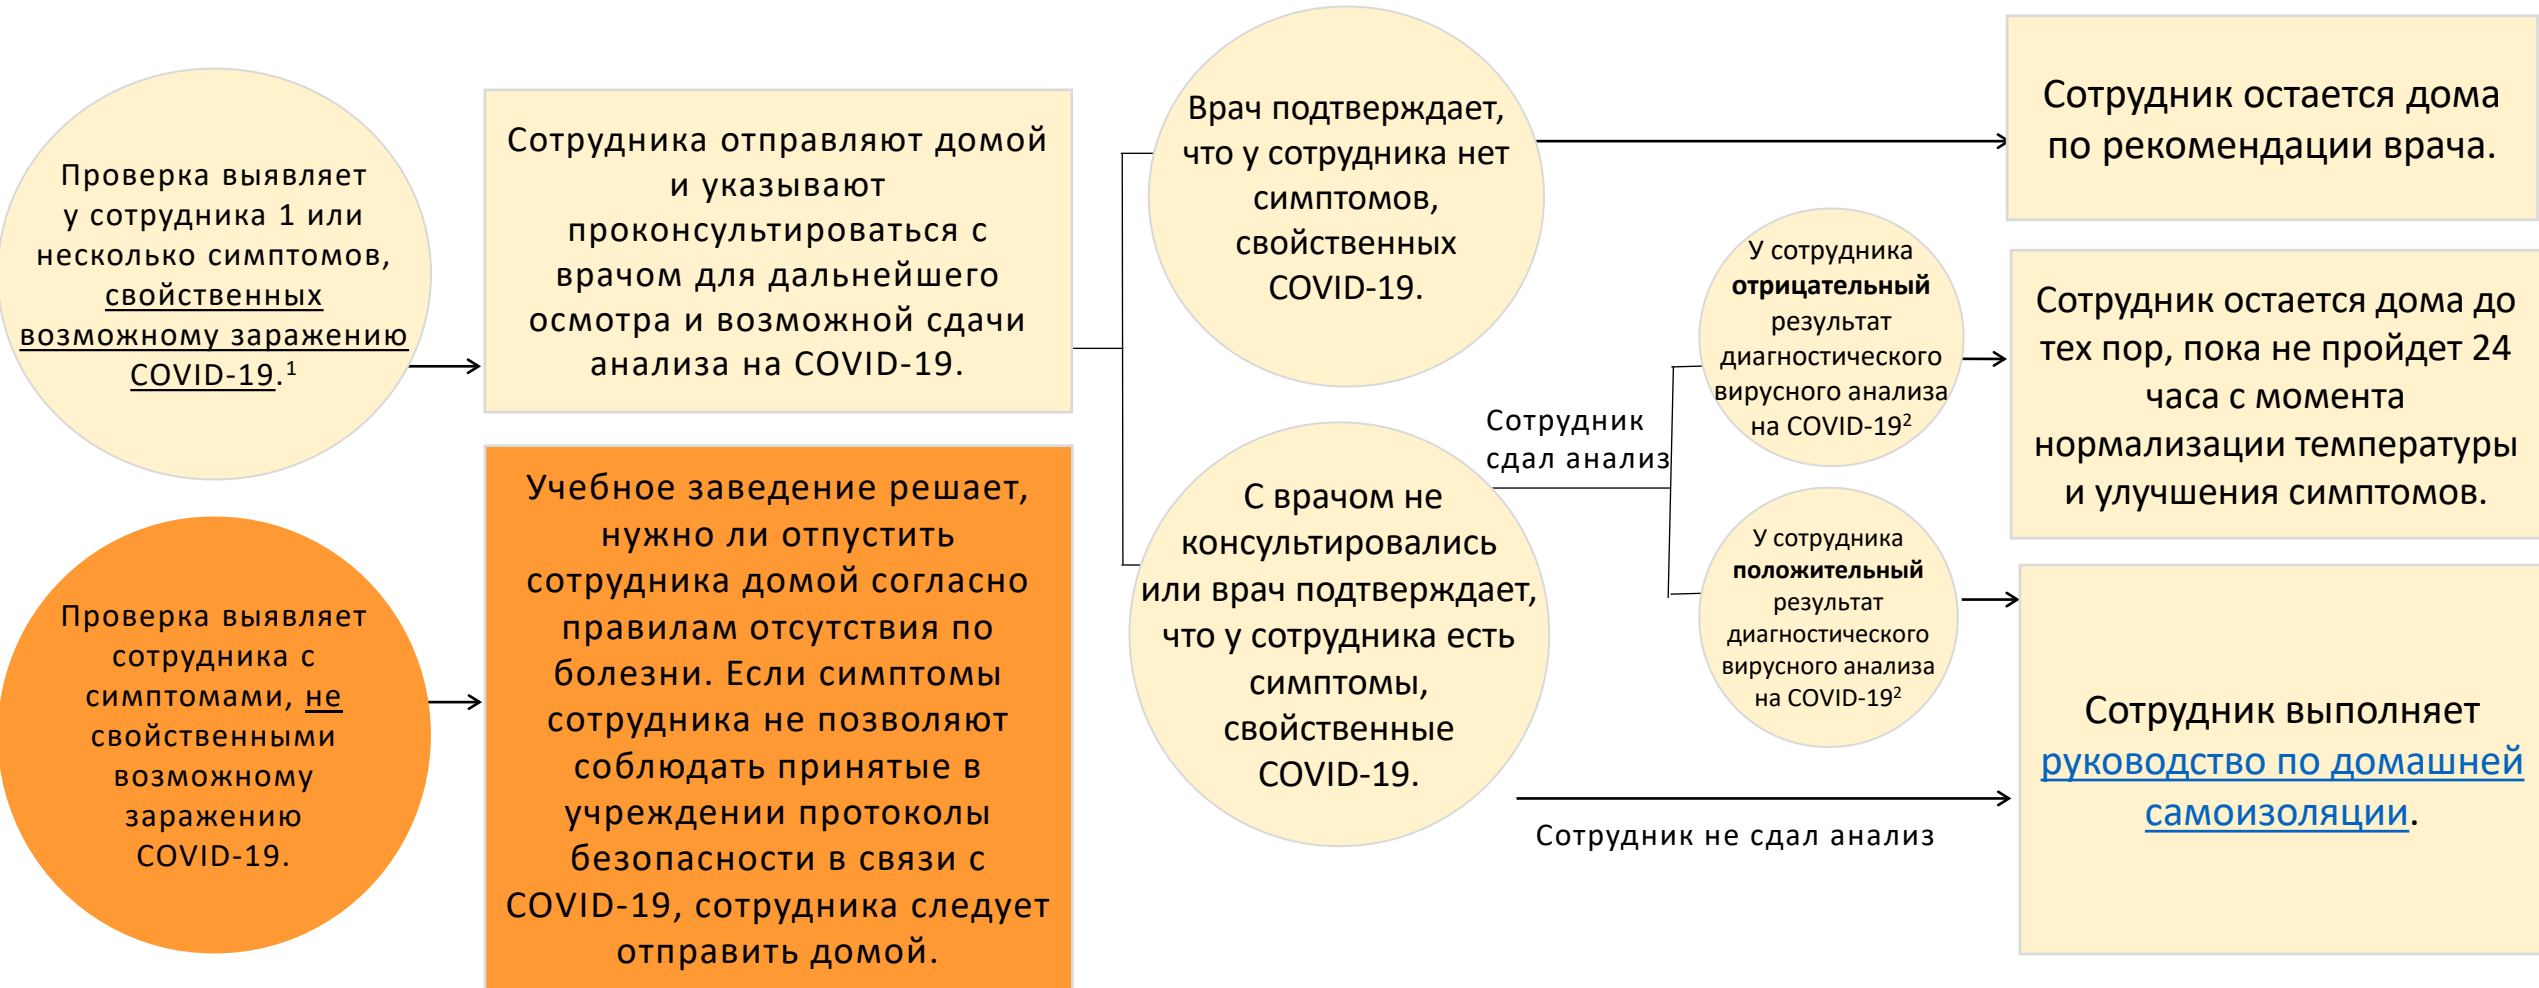 Проверка выявляет
у сотрудника 1 или
несколько симптомов,
свойственных
возможному заражению
COVID-19.¹
Сотрудника отправляют домой
и указывают
проконсультироваться с
врачом для дальнейшего
осмотра и возможной сдачи
анализа на COVID-19.
Врач подтверждает,
что у сотрудника нет
симптомов,
свойственных
COVID-19.
Сотрудник остается дома
по рекомендации врача.
С врачом не
консультировались
или врач подтверждает,
что у сотрудника есть
симптомы,
свойственные
COVID-19.
Сотрудник
сдал анализ
У сотрудника
отрицательный
результат
диагностического
вирусного анализа
на COVID-19²
Сотрудник остается дома до
тех пор, пока не пройдет 24
часа с момента
нормализации температуры
и улучшения симптомов.
У сотрудника
положительный
результат
диагностического
вирусного анализа
на COVID-19²
Сотрудник не сдал анализ
Сотрудник выполняет
руководство по домашней
самоизоляции.
Проверка выявляет
сотрудника с
симптомами, не
свойственными
возможному
заражению
COVID-19.
Учебное заведение решает,
нужно ли отпустить
сотрудника домой согласно
правилам отсутствия по
болезни. Если симптомы
сотрудника не позволяют
соблюдать принятые в
учреждении протоколы
безопасности в связи с
COVID-19, сотрудника следует
отправить домой.